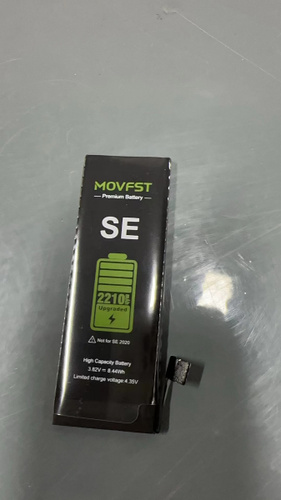 MOVFST
Premium Battery
SE
2210
Upgraded
Not for SE 2020
High Capacity Battery
3.82V ⎓ 8.44Wh
Limited charge voltage:4.35V